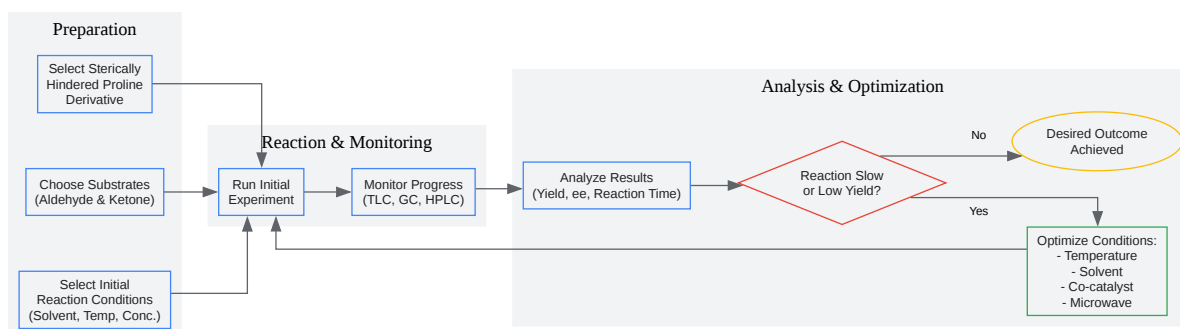 Preparation
Select Sterically
Hindered Proline
Derivative
Choose Substrates
(Aldehyde & Ketone)
Select Initial
Reaction Conditions
(Solvent, Temp, Conc.)
Reaction & Monitoring
Run Initial
Experiment
Monitor Progress
(TLC, GC, HPLC)
Analysis & Optimization
Analyze Results
(Yield, ee, Reaction Time)
Reaction Slow
or Low Yield?
No
Desired Outcome
Achieved
Yes
Optimize Conditions:
- Temperature
- Solvent
- Co-catalyst
- Microwave